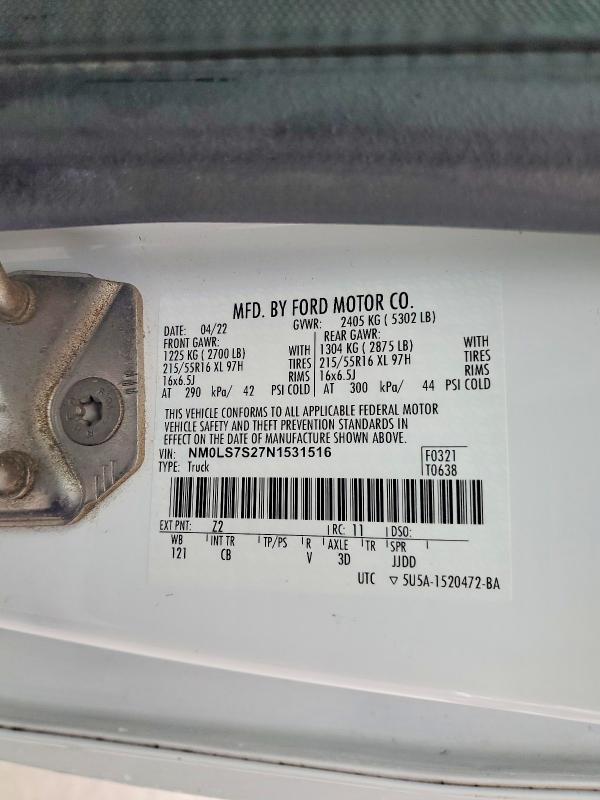 MFD. BY FORD MOTOR CO.
DATE: 04/22 GVWR: 2405 KG ( 5302 LB)
FRONT GAWR: REAR GAWR:
1225 KG ( 2700 LB) WITH 1304 KG ( 2875 LB) WITH
215/55R16 XL 97H TIRES 215/55R16 XL 97H TIRES
16x6.5J RIMS 16x6.5J RIMS
AT 290 kPa/ 42 PSI COLD AT 300 kPa/ 44 PSI COLD
THIS VEHICLE CONFORMS TO ALL APPLICABLE FEDERAL MOTOR
VEHICLE SAFETY AND THEFT PREVENTION STANDARDS IN
EFFECT ON THE DATE OF MANUFACTURE SHOWN ABOVE.
VIN: NM0LS7S27N1531516 F0321
TYPE: Truck T0638
EXT PNT: Z2 RC: 11 DSO:
WB INT TR TP/PS R AXLE TR SPR
121 CB V 3D JJDD
UTC ▽ 5U5A-1520472-BA